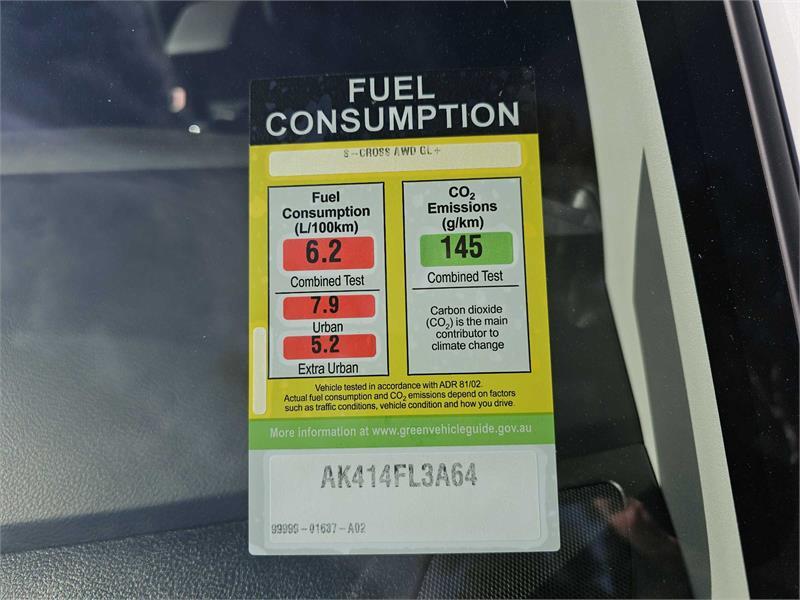 FUEL
CONSUMPTION
S-CROSS AWD GL+
Fuel
Consumption
(L/100km)
6.2
Combined Test
7.9
Urban
5.2
Extra Urban
CO2
Emissions
(g/km)
145
Combined Test
Carbon dioxide
(CO2) is the main
contributor to
climate change
Vehicle tested in accordance with ADR 81/02.
Actual fuel consumption and CO2 emissions depend on factors
such as traffic conditions, vehicle condition and how you drive.
More information at www.greenvehicleguide.gov.au
AK414FL3A64
99999-01637-A02